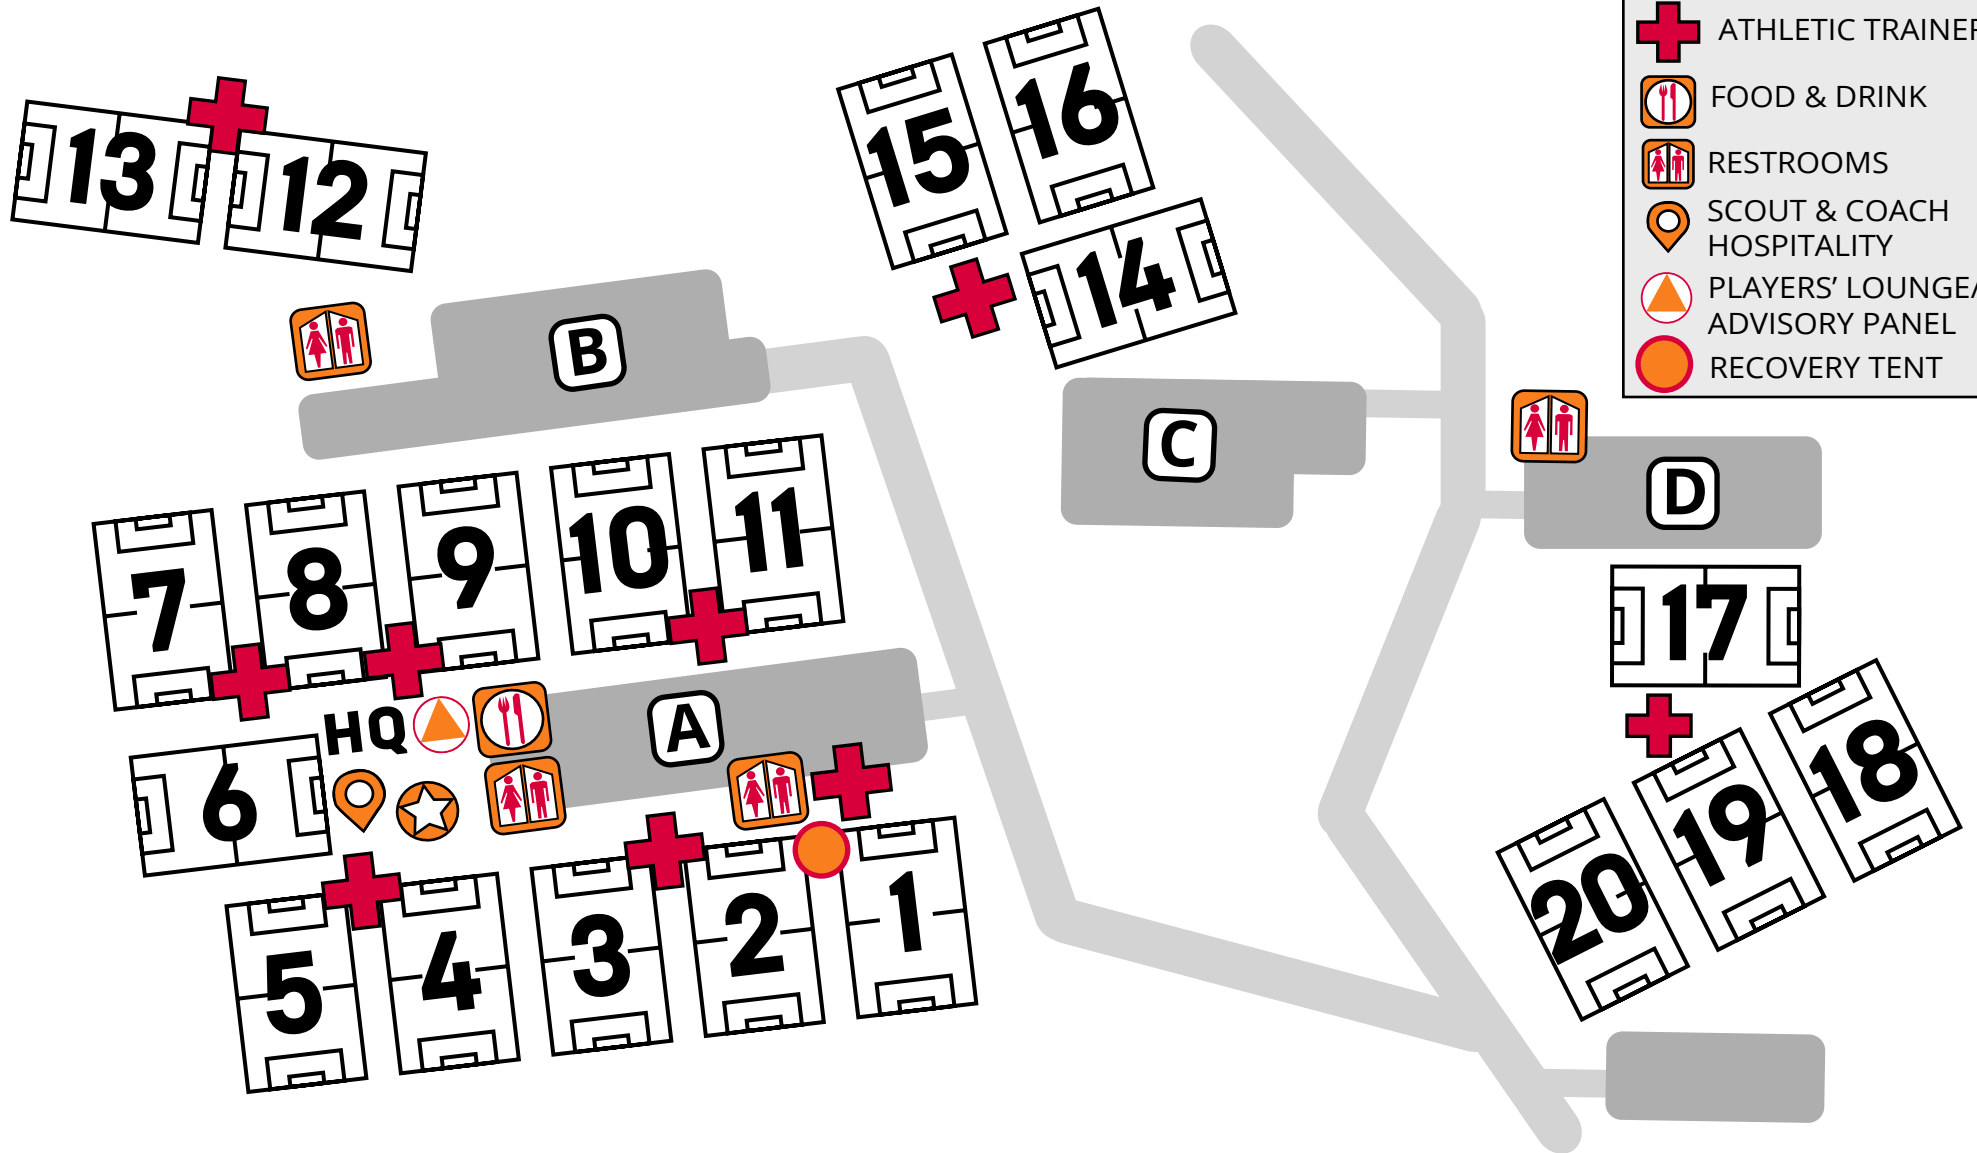 ATHLETIC TRAINER
FOOD & DRINK
RESTROOMS
SCOUT & COACH
HOSPITALITY
PLAYERS' LOUNGE/
ADVISORY PANEL
RECOVERY TENT
16
15
13
12
14
B
C
D
11
10
9
8
7
17
HQ
A
6
18
19
20
1
2
3
4
5